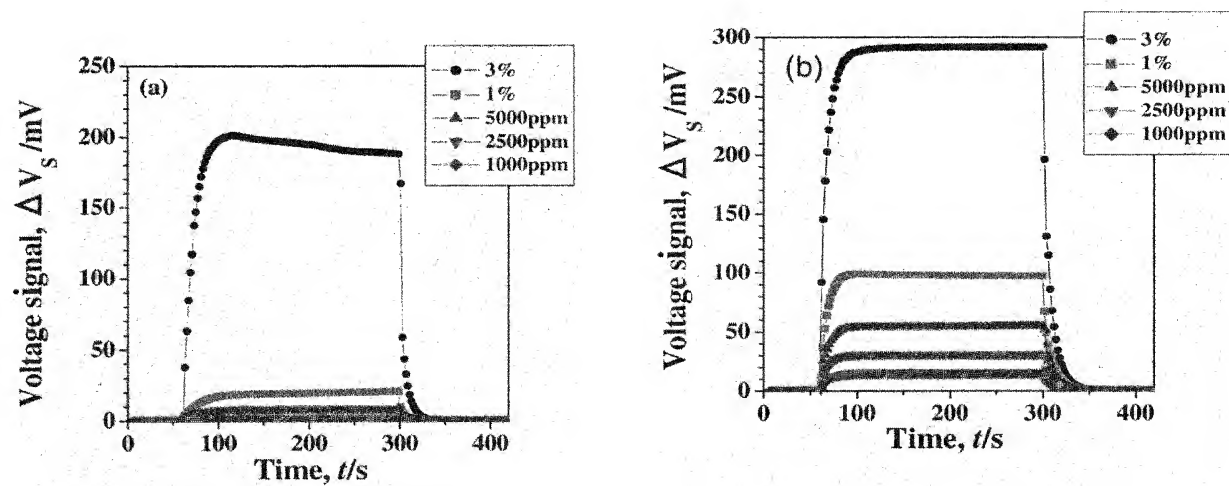 (a)
3%
1%
5000ppm
2500ppm
1000ppm
Voltage signal, Δ V_S /mV
250
200
150
100
50
0
0 100 200 300 400
Time, t/s
(b)
3%
1%
5000ppm
2500ppm
1000ppm
Voltage signal, Δ V_S /mV
300
250
200
150
100
50
0
0 100 200 300 400
Time, t/s